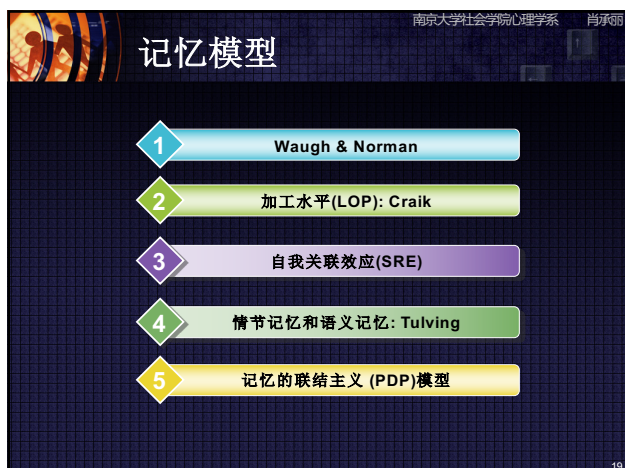 南京大学社会学院心理学系 肖承丽
记忆模型
1 Waugh & Norman
2 加工水平(LOP): Craik
3 自我关联效应(SRE)
4 情节记忆和语义记忆: Tulving
5 记忆的联结主义 (PDP)模型
19